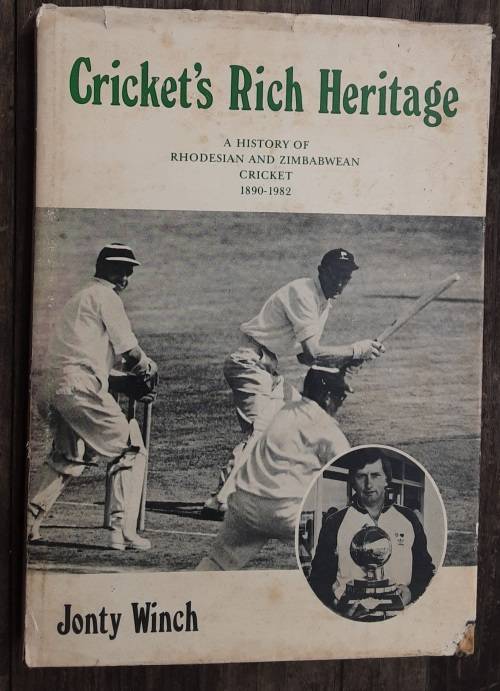 Cricket's Rich Heritage
A HISTORY OF
RHODESIAN AND ZIMBABWEAN
CRICKET
1890-1982
Jonty Winch